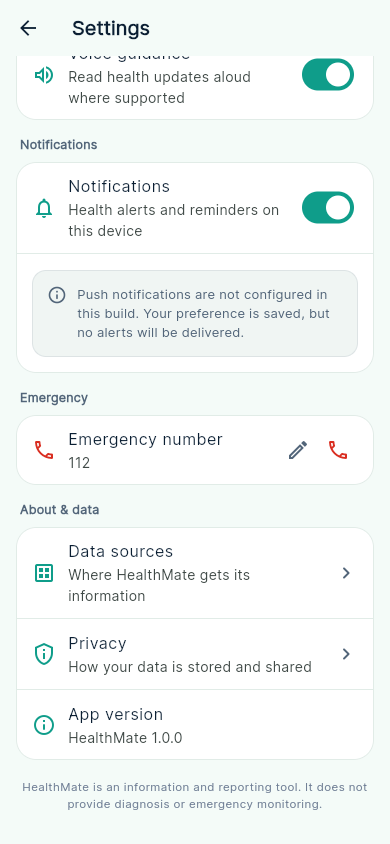 Settings
Voice guidance
Read health updates aloud
where supported
Notifications
Notifications
Health alerts and reminders on
this device
Push notifications are not configured in
this build. Your preference is saved, but
no alerts will be delivered.
Emergency
Emergency number
112
About & data
Data sources
Where HealthMate gets its
information
Privacy
How your data is stored and shared
App version
HealthMate 1.0.0
HealthMate is an information and reporting tool. It does not
provide diagnosis or emergency monitoring.